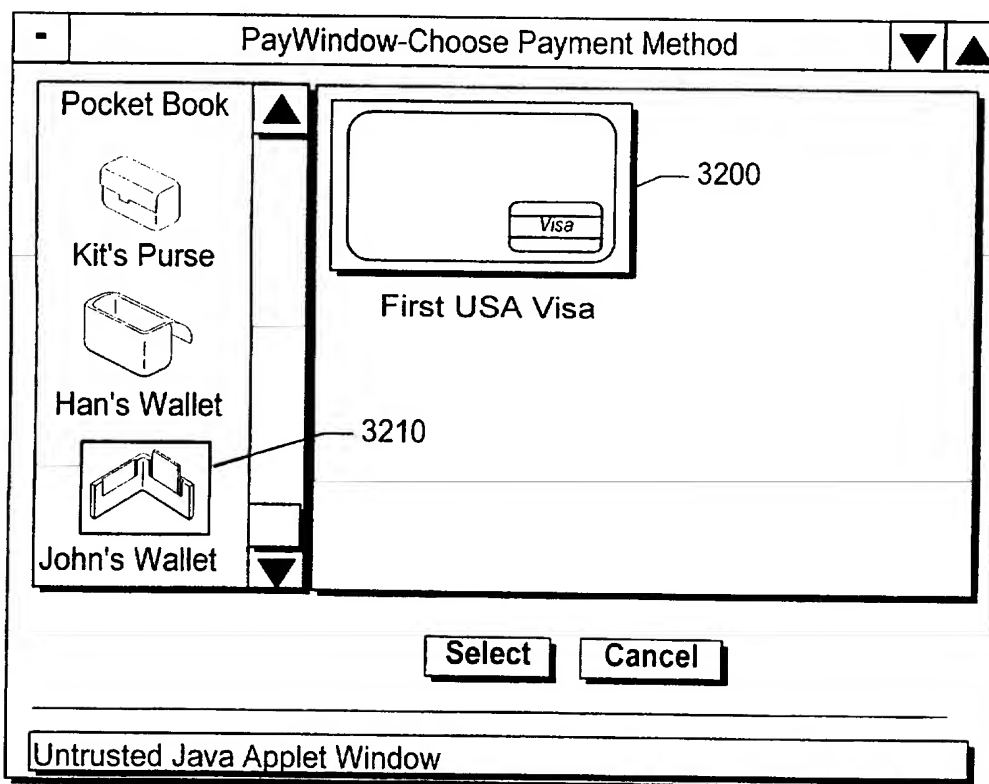 PayWindow-Choose Payment Method
Pocket Book
Kit's Purse
Han's Wallet
3210
John's Wallet
Visa
3200
First USA Visa
Select
Cancel
Untrusted Java Applet Window